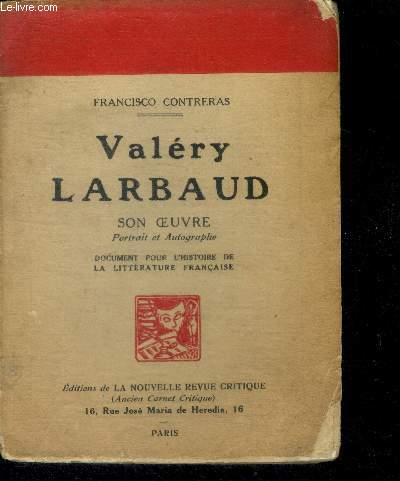 Le-livre.com
FRANCISCO CONTRERAS
Valéry
LARBAUD
SON ŒUVRE
Portrait et Autographe
DOCUMENT POUR L'HISTOIRE DE
LA LITTÉRATURE FRANÇAISE
Éditions de LA NOUVELLE REVUE CRITIQUE
(Ancien Carnet Critique)
16, Rue José Maria de Heredia, 16
PARIS